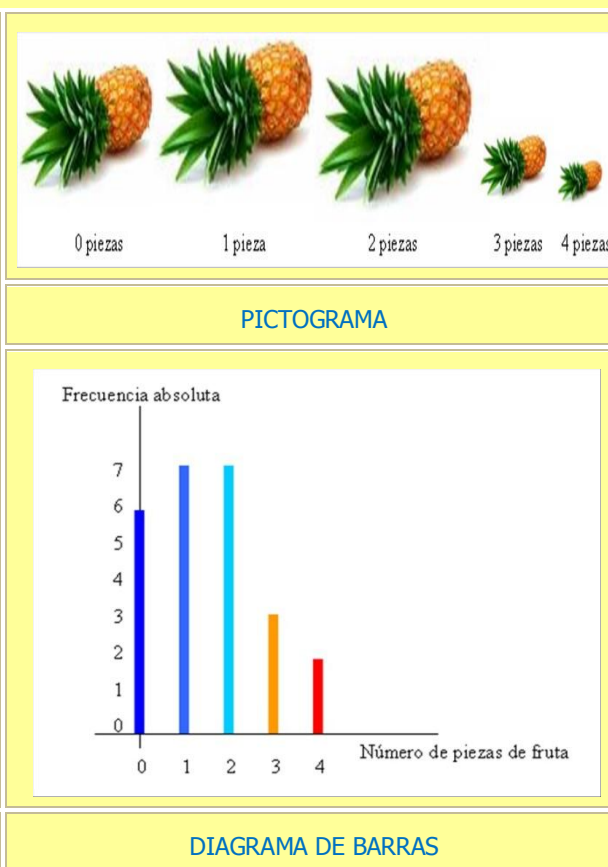 0 piezas 1 pieza 2 piezas 3 piezas 4 piezas
PICTOGRAMA
Frecuencia absoluta
7
6
5
4
3
2
1
0
Número de piezas de fruta
0 1 2 3 4
DIAGRAMA DE BARRAS